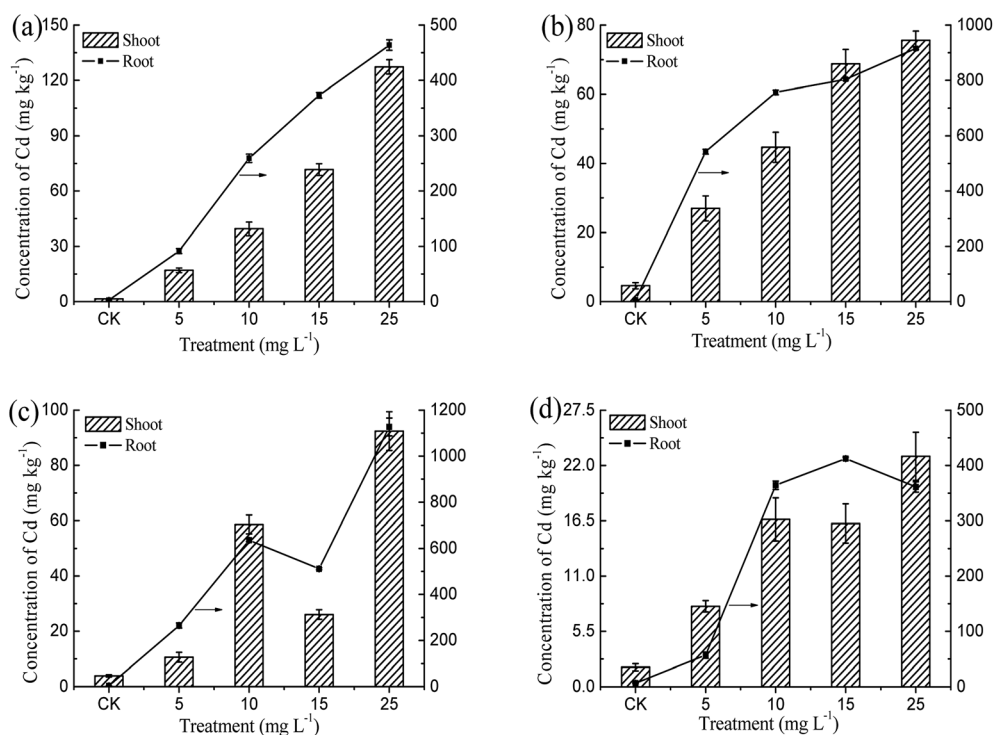 (a)
Concentration of Cd (mg kg-1)
150
120
90
60
30
0
Shoot
Root
500
400
300
200
100
0
CK 5 10 15 25
Treatment (mg L-1)
(b)
Concentration of Cd (mg kg-1)
80
60
40
20
0
Shoot
Root
1000
800
600
400
200
0
CK 5 10 15 25
Treatment (mg L-1)
(c)
Concentration of Cd (mg kg-1)
100
80
60
40
20
0
Shoot
Root
1200
1000
800
600
400
200
0
CK 5 10 15 25
Treatment (mg L-1)
(d)
Concentration of Cd (mg kg-1)
27.5
22.0
16.5
11.0
5.5
0.0
Shoot
Root
500
400
300
200
100
0
CK 5 10 15 25
Treatment (mg L-1)